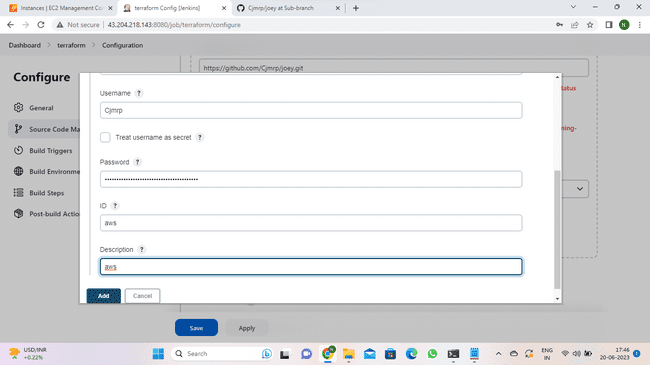 Instances | EC2 Management Co
terraform Config [Jenkins]
Cjmrp/joey at Sub-branch
Not secure
43.204.218.143:8080/job/terraform/configure
N
Dashboard > terraform > Configuration
Configure
https://github.com/Cjmrp/joey.git
General
Source Code Ma
Build Triggers
Build Environme
Build Steps
Post-build Action
tatus
ming-
Username ?
Cjmrp
Treat username as secret ?
Password ?
ID ?
aws
Description ?
aws
Add
Cancel
Save
Apply
USD/INR
+0.22%
Search
ENG
IN
17:46
20-06-2023